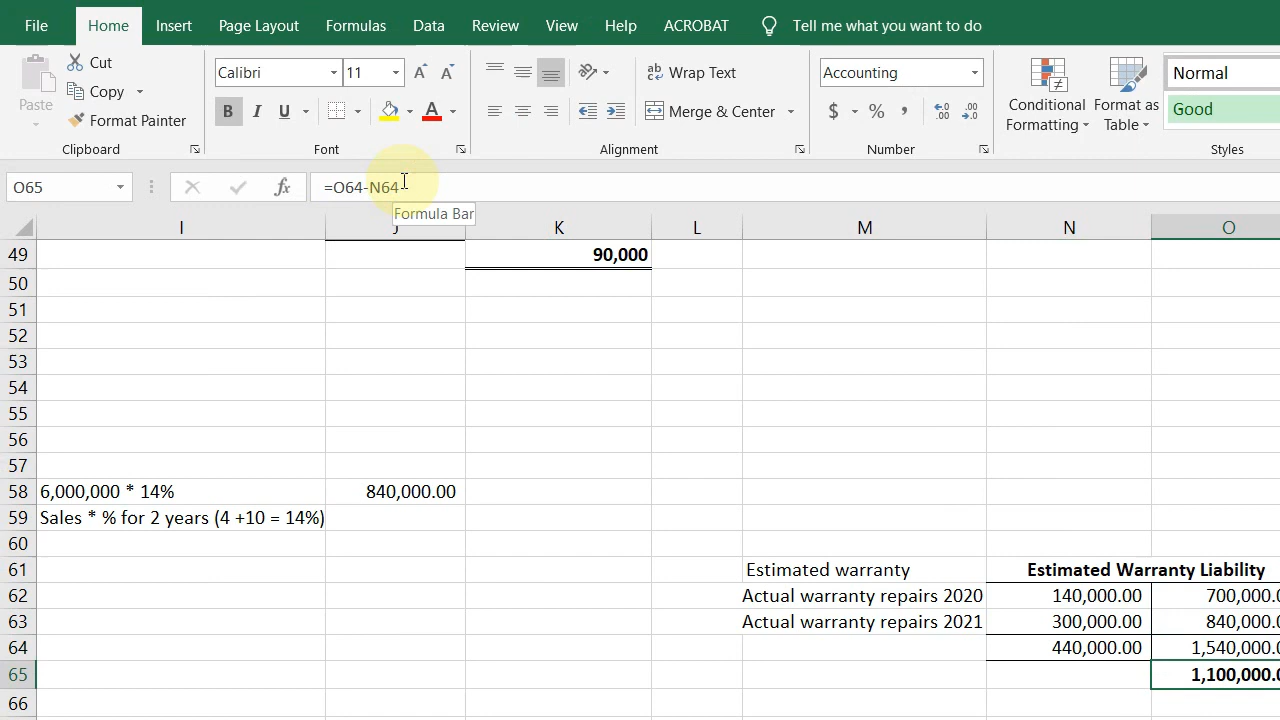 File Home Insert Page Layout Formulas Data Review View Help ACROBAT Tell me what you want to do
Paste Cut Copy Format Painter Clipboard
Calibri 11 A A B I U A Font
Wrap Text Merge & Center Alignment
Accounting $ % , .00 .0 Number
Conditional Formatting Format as Table Normal Good Styles
O65 fx =O64-N64
Formula Bar
I J K L M N O
49 90,000
50
51
52
53
54
55
56
57
58 6,000,000 * 14% 840,000.00
59 Sales * % for 2 years (4 +10 = 14%)
60
61 Estimated warranty Estimated Warranty Liability
62 Actual warranty repairs 2020 140,000.00 700,000.0
63 Actual warranty repairs 2021 300,000.00 840,000.0
64 440,000.00 1,540,000.0
65 1,100,000.0
66